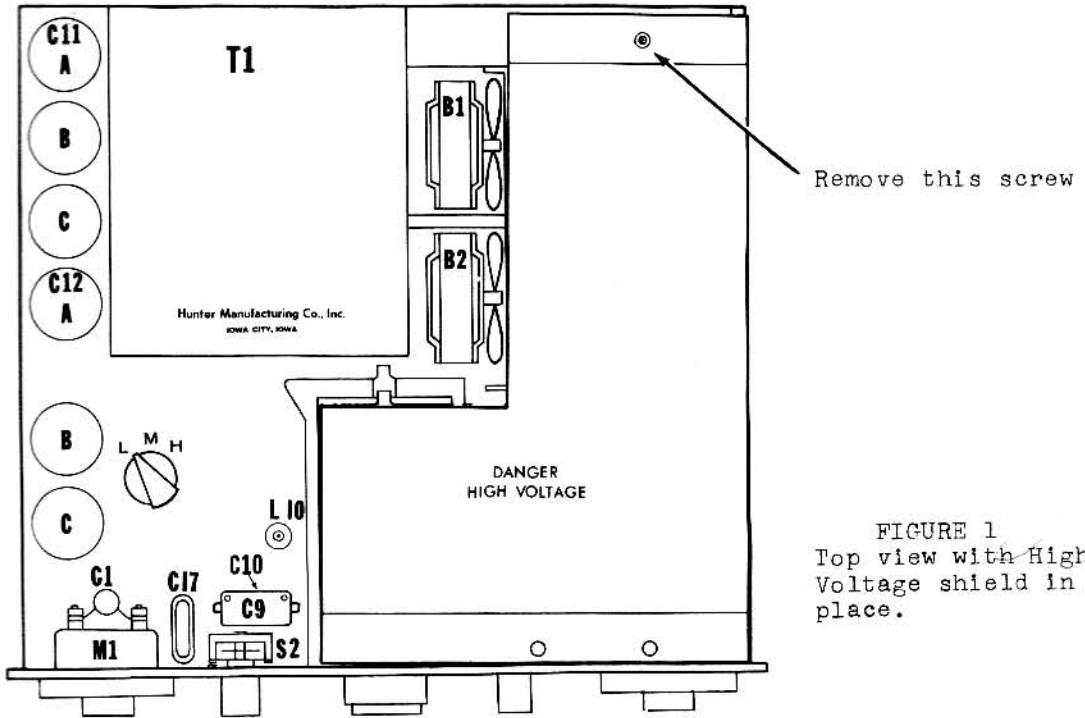 C11
A
T1
B
B1
Remove this screw
C
B2
C12
A
Hunter Manufacturing Co., Inc.
IOWA CITY, IOWA
B
L M H
DANGER
HIGH VOLTAGE
C
L10
FIGURE 1
Top view with High
Voltage shield in
place.
C1
C17
C10
C9
M1
S2